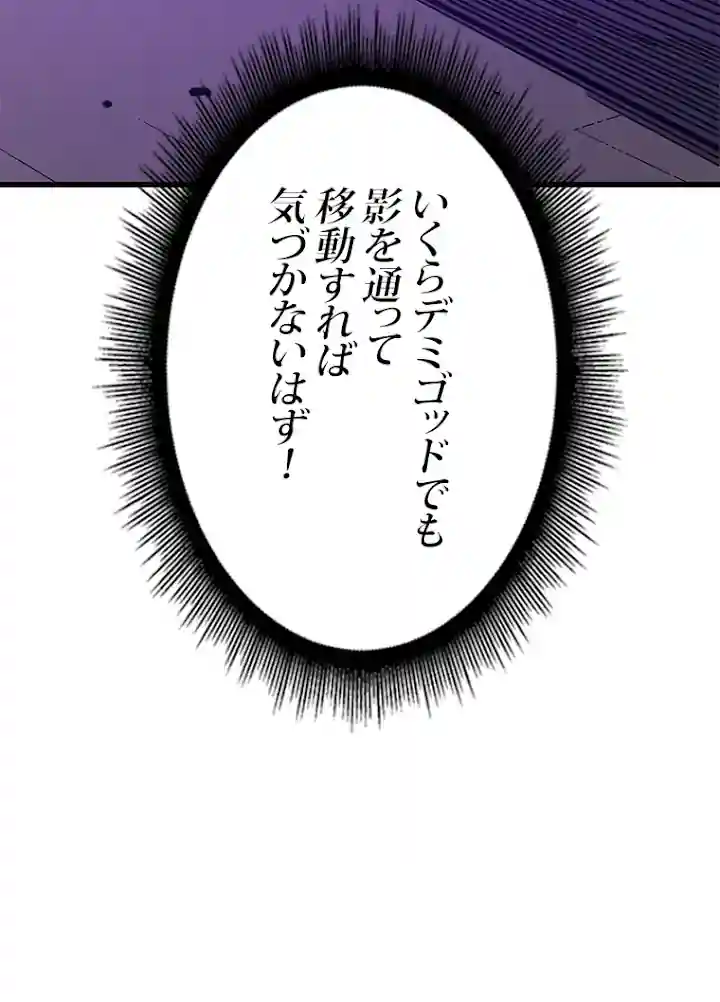 いくらデミゴッドでも
影を通って
移動すれば
気づかないはず！